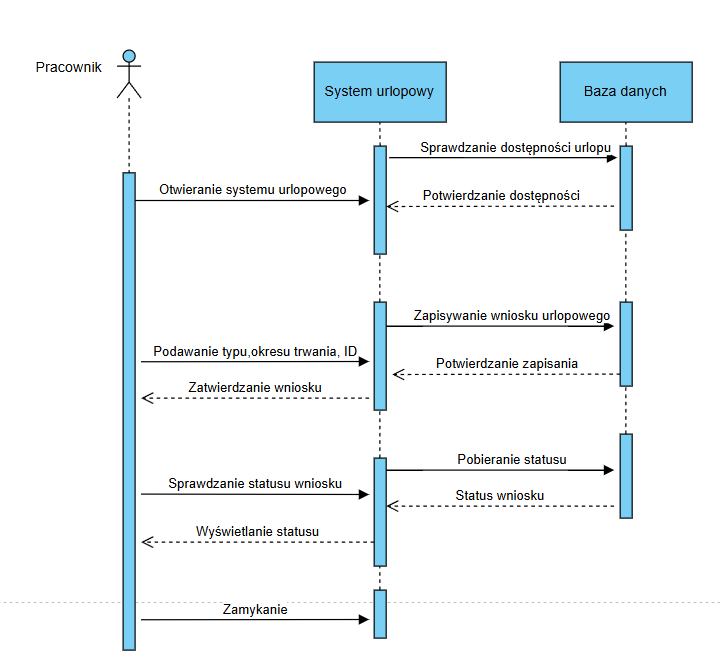 Pracownik
System urlopowy
Baza danych
Sprawdzanie dostępności urlopu
Otwieranie systemu urlopowego
Potwierdzanie dostępności
Zapisywanie wniosku urlopowego
Podawanie typu,okresu trwania, ID
Potwierdzanie zapisania
Zatwierdzanie wniosku
Pobieranie statusu
Sprawdzanie statusu wniosku
Status wniosku
Wyświetlanie statusu
Zamykanie